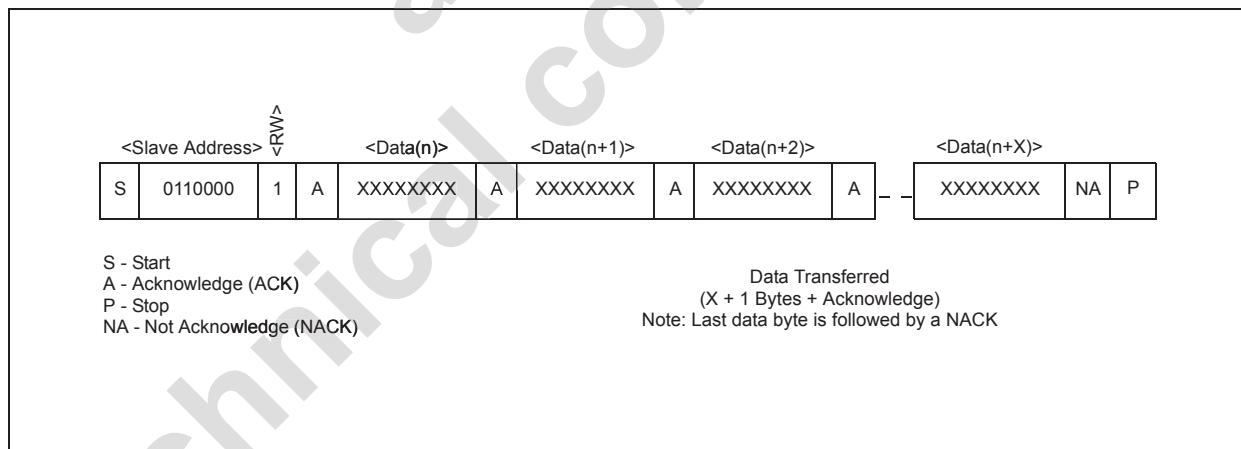 <Slave Address> <RW> <Data(n)> <Data(n+1)> <Data(n+2)> <Data(n+X)>
S 0110000 1 A XXXXXXXX A XXXXXXXX A XXXXXXXX A XXXXXXXX NA P
S - Start
A - Acknowledge (ACK)
P - Stop
NA - Not Acknowledge (NACK)
Data Transferred
(X + 1 Bytes + Acknowledge)
Note: Last data byte is followed by a NACK